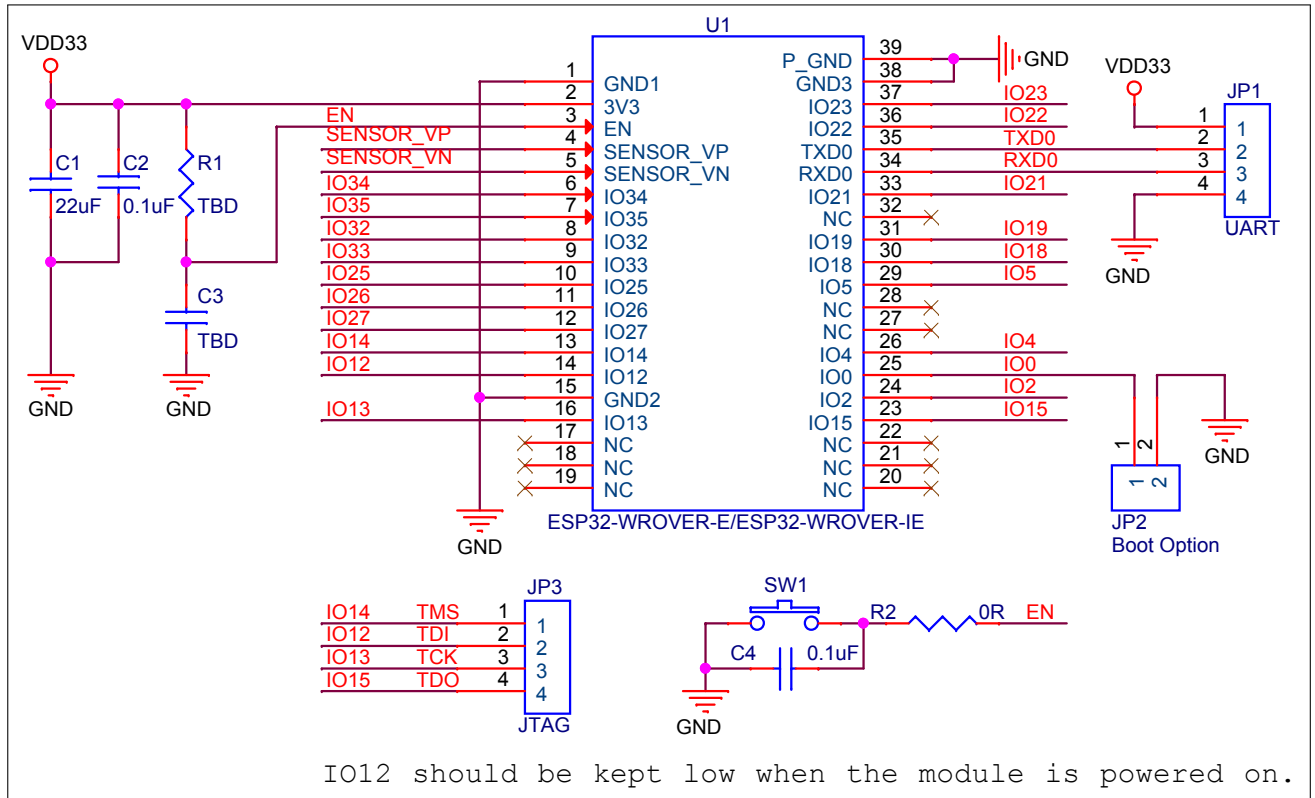 U1
VDD33
1 GND1
2 3V3
EN 3 EN
SENSOR_VP 4 SENSOR_VP
SENSOR_VN 5 SENSOR_VN
IO34 6 IO34
IO35 7 IO35
IO32 8 IO32
IO33 9 IO33
IO25 10 IO25
IO26 11 IO26
IO27 12 IO27
IO14 13 IO14
IO12 14 IO12
15 GND2
IO13 16 IO13
17 NC
18 NC
19 NC
P_GND 39 GND
GND3 38
IO23 37 IO23
IO22 36 IO22
TXD0 35 TXD0
RXD0 34 RXD0
IO21 33 IO21
NC 32
IO19 31 IO19
IO18 30 IO18
IO5 29 IO5
NC 28
NC 27
IO4 26 IO4
IO0 25 IO0
IO2 24 IO2
IO15 23 IO15
NC 22
NC 21
NC 20
ESP32-WROVER-E/ESP32-WROVER-IE
C1
22uF
C2
0.1uF
R1
TBD
C3
TBD
GND
GND
GND
VDD33
JP1
1 1
2 2
3 3
4 4
UART
GND
1 2
1 2
GND
JP2
Boot Option
JP3
IO14 TMS 1 1
IO12 TDI 2 2
IO13 TCK 3 3
IO15 TDO 4 4
JTAG
SW1
R2 0R EN
C4 0.1uF
GND
IO12 should be kept low when the module is powered on.